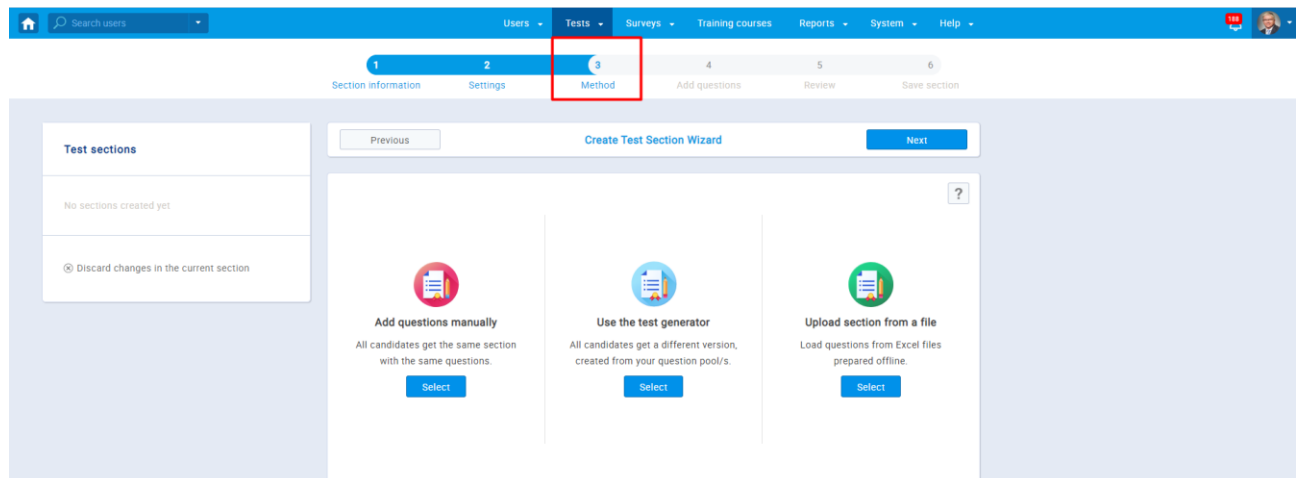 Search users
Users Tests Surveys Training courses Reports System Help
188
1 2 3 4 5 6
Section information Settings Method Add questions Review Save section
Test sections
No sections created yet
Discard changes in the current section
Previous Create Test Section Wizard Next
?
Add questions manually
All candidates get the same section
with the same questions.
Select
Use the test generator
All candidates get a different version,
created from your question pool/s.
Select
Upload section from a file
Load questions from Excel files
prepared offline.
Select